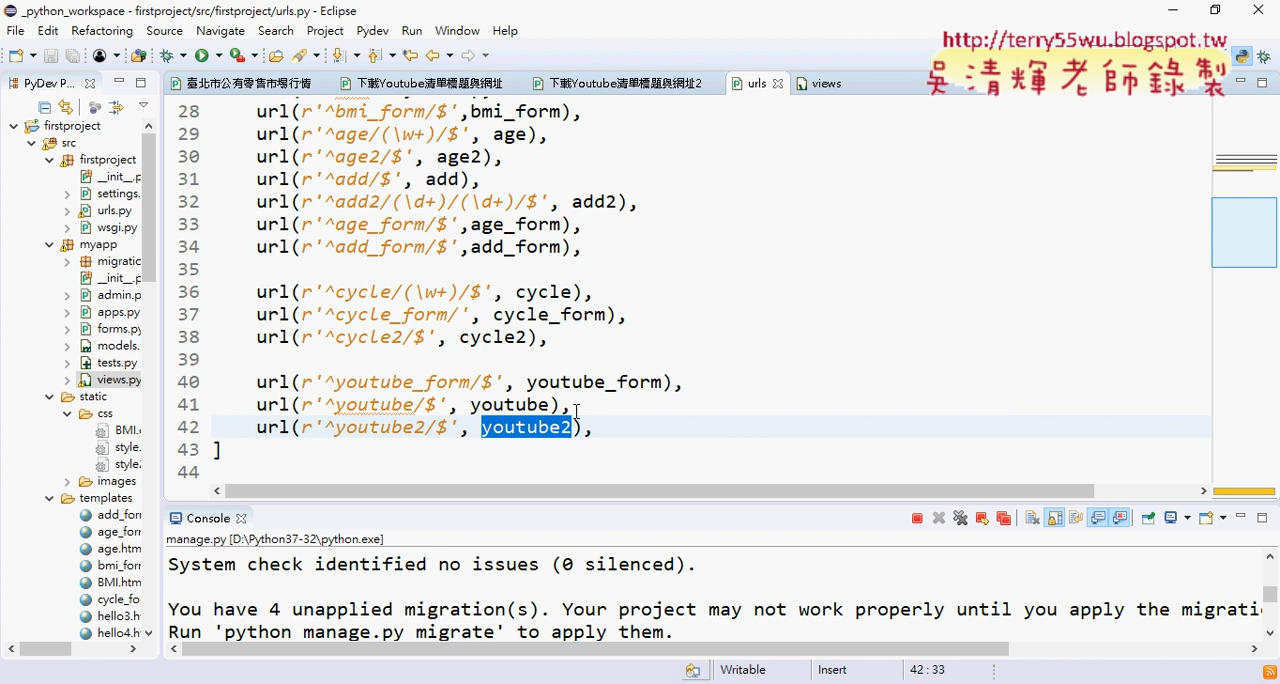 _python_workspace - firstproject/src/firstproject/urls.py - Eclipse
File Edit Refactoring Source Navigate Search Project Pydev Run Window Help
http://terry55wu.blogspot.tw
吳清輝老師錄製
PyDev P...
臺北市公有零售市場行情
下載Youtube清單標題與網址
下載Youtube清單標題與網址2
urls
views
firstproject
src
firstproject
__init__.p
settings.
urls.py
wsgi.py
myapp
migratic
__init__.p
admin.p
apps.py
forms.py
models.
tests.py
views.py
static
css
BMI.c
style.
style2
images
templates
add_forr
age_forr
age.htm
bmi_forr
BMI.htm
cycle_fo
hello3.h
hello4.h
28 url(r'^bmi_form/$',bmi_form),
29 url(r'^age/(\w+)/$', age),
30 url(r'^age2/$', age2),
31 url(r'^add/$', add),
32 url(r'^add2/(\d+)/(\d+)/$', add2),
33 url(r'^age_form/$',age_form),
34 url(r'^add_form/$',add_form),
35
36 url(r'^cycle/(\w+)/$', cycle),
37 url(r'^cycle_form/', cycle_form),
38 url(r'^cycle2/$', cycle2),
39
40 url(r'^youtube_form/$', youtube_form),
41 url(r'^youtube/$', youtube),
42 url(r'^youtube2/$', youtube2),
43 ]
44
Console
manage.py [D:\Python37-32\python.exe]
System check identified no issues (0 silenced).
You have 4 unapplied migration(s). Your project may not work properly until you apply the migrati
Run 'python manage.py migrate' to apply them.
Writable
Insert
42 : 33